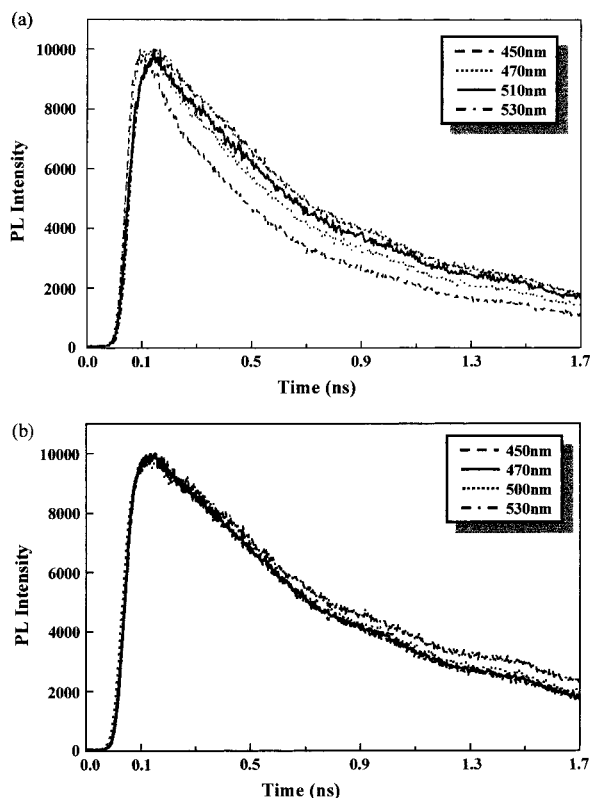 (a)
10000
8000
6000
4000
2000
0
PL Intensity
450nm
470nm
510nm
530nm
0.0 0.1 0.5 0.9 1.3 1.7
Time (ns)
(b)
10000
8000
6000
4000
2000
0
PL Intensity
450nm
470nm
500nm
530nm
0.0 0.1 0.5 0.9 1.3 1.7
Time (ns)